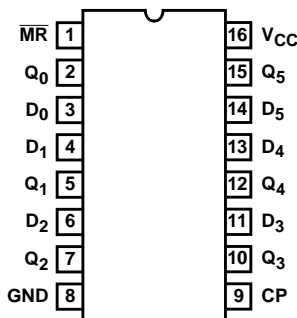 M̅R̅ 1 16 VCC
Q0 2 15 Q5
D0 3 14 D5
D1 4 13 D4
Q1 5 12 Q4
D2 6 11 D3
Q2 7 10 Q3
GND 8 9 CP